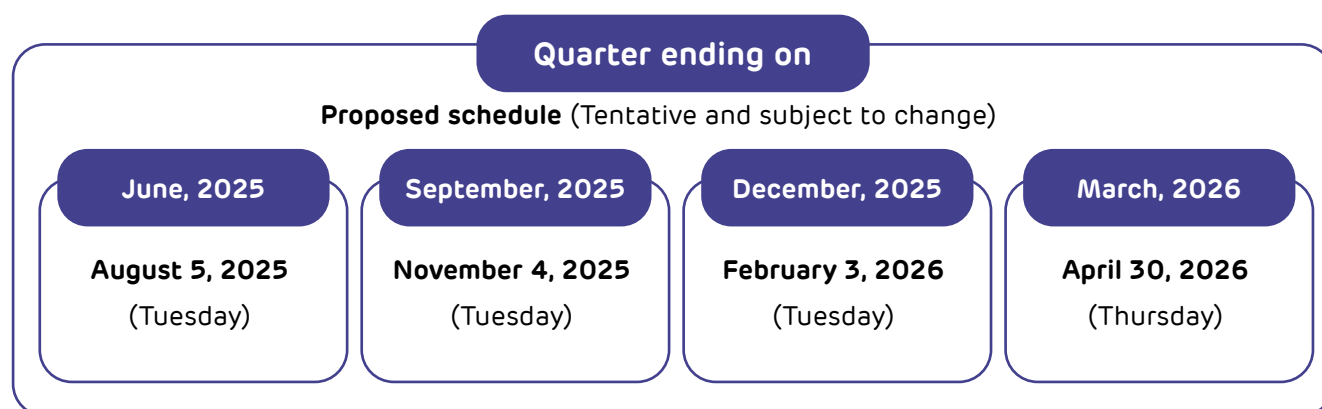 Quarter ending on
Proposed schedule (Tentative and subject to change)
June, 2025
August 5, 2025
(Tuesday)
September, 2025
November 4, 2025
(Tuesday)
December, 2025
February 3, 2026
(Tuesday)
March, 2026
April 30, 2026
(Thursday)